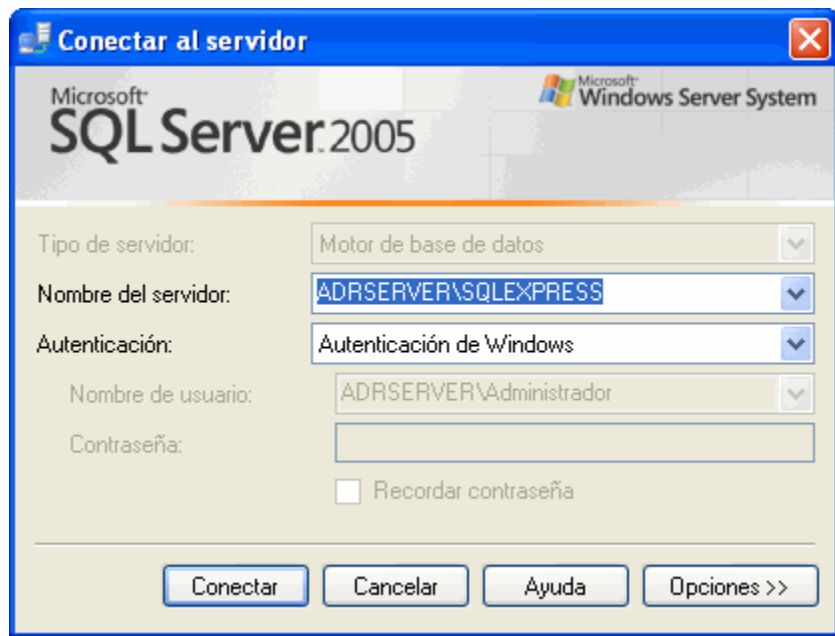 Conectar al servidor
Microsoft
SQL Server 2005
Microsoft
Windows Server System
Tipo de servidor: Motor de base de datos
Nombre del servidor: ADRSERVER\SQLEXPRESS
Autenticación: Autenticación de Windows
Nombre de usuario: ADRSERVER\Administrador
Contraseña:
Recordar contraseña
Conectar Cancelar Ayuda Opciones >>